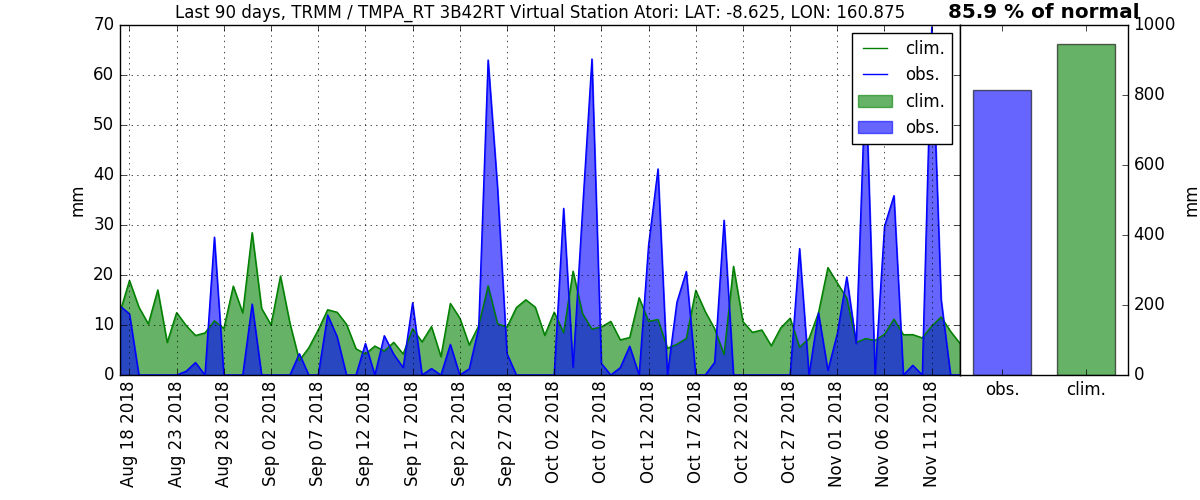 Last 90 days, TRMM / TMPA_RT 3B42RT Virtual Station Atori: LAT: -8.625, LON: 160.875
85.9 % of normal
70
60
50
40
30
20
10
0
mm
clim.
obs.
clim.
obs.
1000
800
600
400
200
0
mm
obs.
clim.
Aug 18 2018
Aug 23 2018
Aug 28 2018
Sep 02 2018
Sep 07 2018
Sep 12 2018
Sep 17 2018
Sep 22 2018
Sep 27 2018
Oct 02 2018
Oct 07 2018
Oct 12 2018
Oct 17 2018
Oct 22 2018
Oct 27 2018
Nov 01 2018
Nov 06 2018
Nov 11 2018